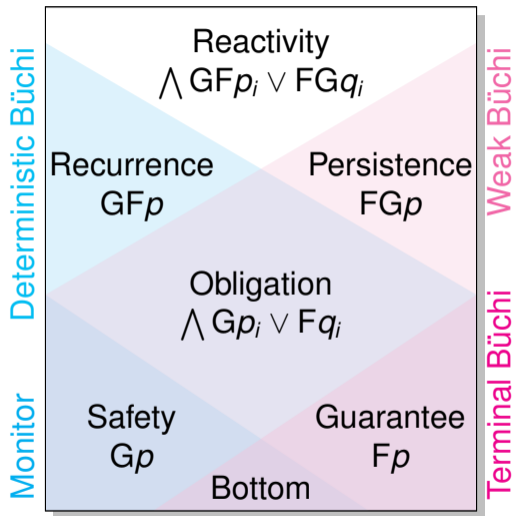 Reactivity
⋀ GFpᵢ ∨ FGqᵢ
Deterministic Büchi
Weak Büchi
Recurrence
GFp
Persistence
FGp
Obligation
⋀ Gpᵢ ∨ Fqᵢ
Monitor
Terminal Büchi
Safety
Gp
Guarantee
Fp
Bottom